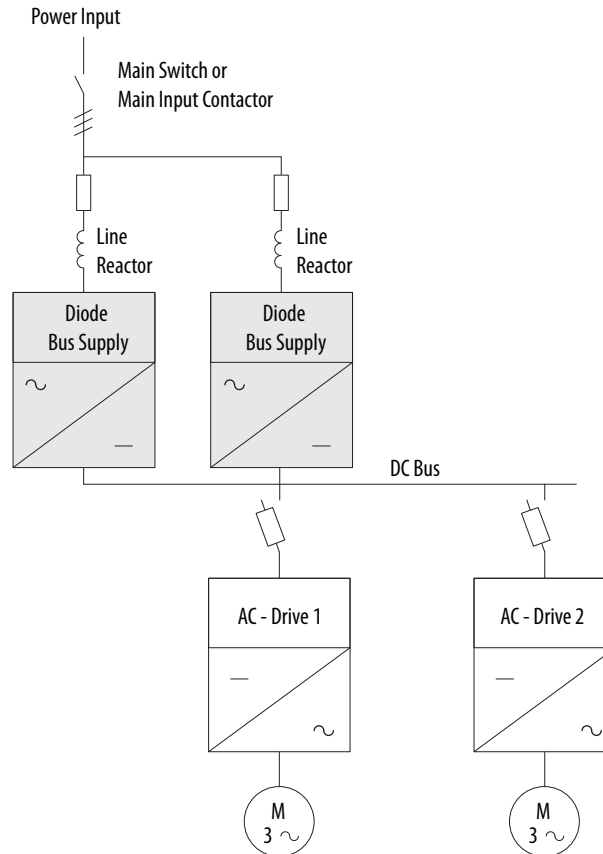 Power Input
Main Switch or
Main Input Contactor
Line
Reactor
Line
Reactor
Diode
Bus Supply
Diode
Bus Supply
DC Bus
AC - Drive 1
AC - Drive 2
M
3 ~
M
3 ~